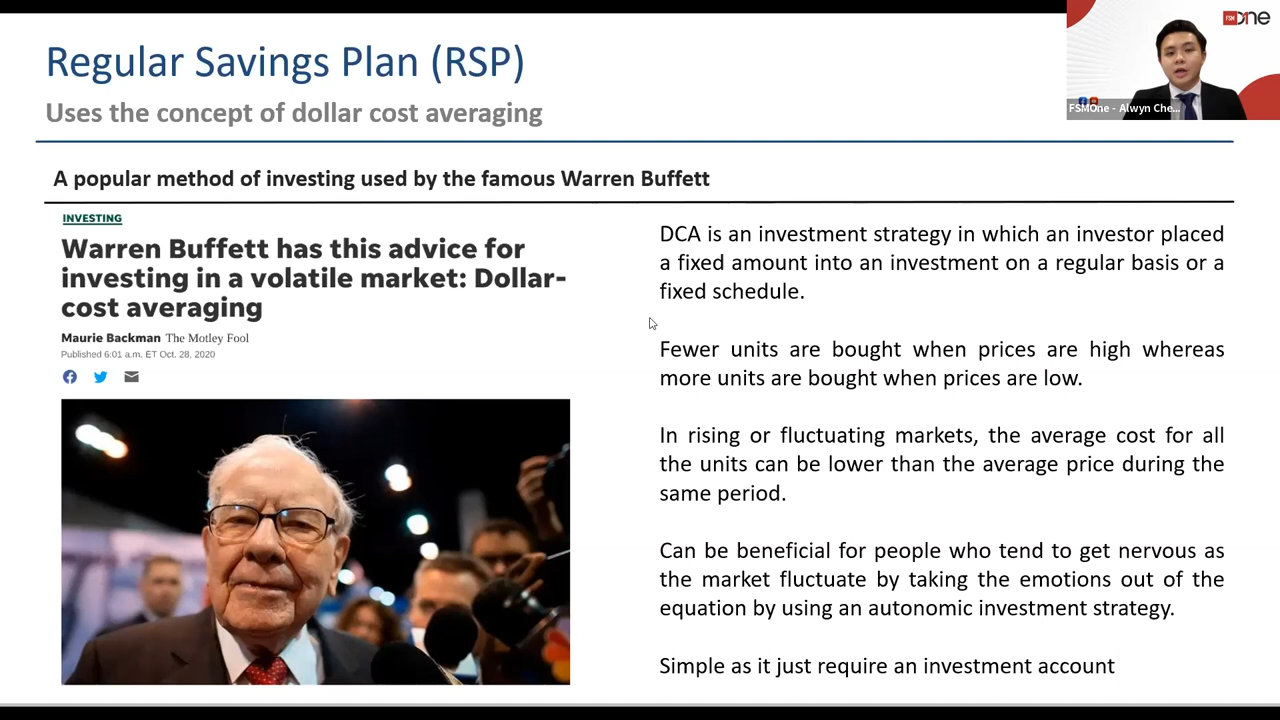 Regular Savings Plan (RSP)
Uses the concept of dollar cost averaging
FSM One
FSMOne - Alwyn Che...
A popular method of investing used by the famous Warren Buffett
INVESTING
Warren Buffett has this advice for
investing in a volatile market: Dollar-
cost averaging
Maurie Backman The Motley Fool
Published 6:01 a.m. ET Oct. 28, 2020
DCA is an investment strategy in which an investor placed
a fixed amount into an investment on a regular basis or a
fixed schedule.
Fewer units are bought when prices are high whereas
more units are bought when prices are low.
In rising or fluctuating markets, the average cost for all
the units can be lower than the average price during the
same period.
Can be beneficial for people who tend to get nervous as
the market fluctuate by taking the emotions out of the
equation by using an autonomic investment strategy.
Simple as it just require an investment account